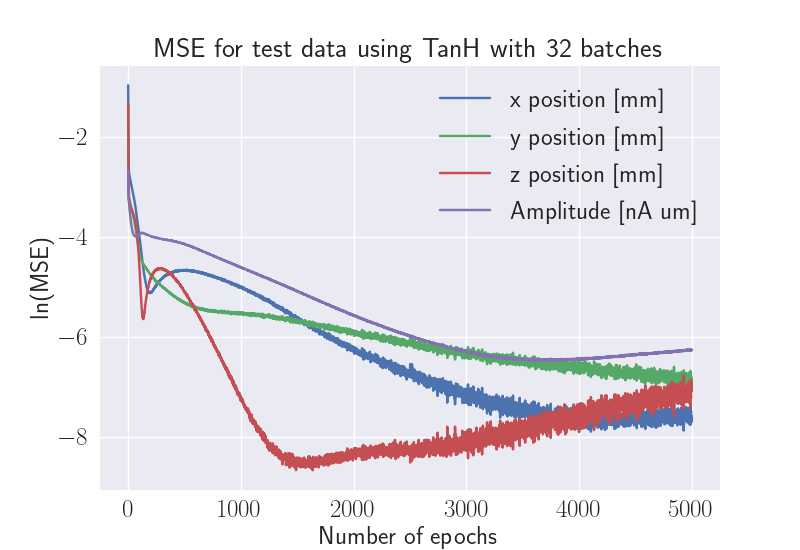 MSE for test data using TanH with 32 batches
x position [mm]
y position [mm]
z position [mm]
Amplitude [nA um]
ln(MSE)
−2
−4
−6
−8
0 1000 2000 3000 4000 5000
Number of epochs